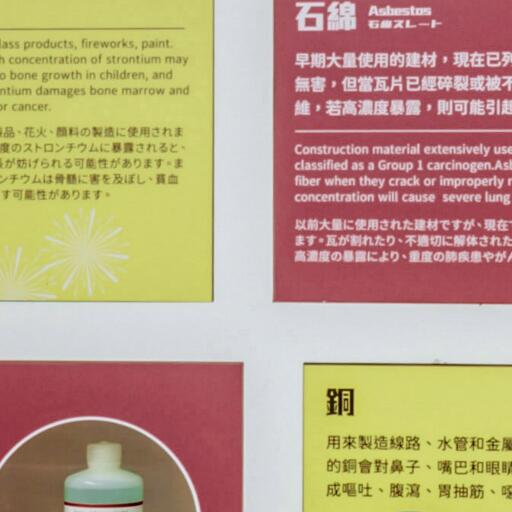 lass products, fireworks, paint.
h concentration of strontium may
o bone growth in children, and
ntium damages bone marrow and
or cancer.
製品、花火、顔料の製造に使用されま
度のストロンチウムに暴露されると、
長が妨げられる可能性があります。ま
ンチウムは骨髄に害を及ぼし、貧血
す可能性があります。
石綿 Asbestos
石綿スレート
早期大量使用的建材，現在已列
無害，但當瓦片已經碎裂或被不
維，若高濃度暴露，則可能引起
Construction material extensively use
classified as a Group 1 carcinogen.Asb
fiber when they crack or improperly r
concentration will cause severe lung
以前大量に使用された建材ですが、現在で
ます。瓦が割れたり、不適切に解体された
高濃度の暴露により、重度の肺疾患やがん
銅
用來製造線路、水管和金屬
的銅會對鼻子、嘴巴和眼睛
成嘔吐、腹瀉、胃抽筋、噁